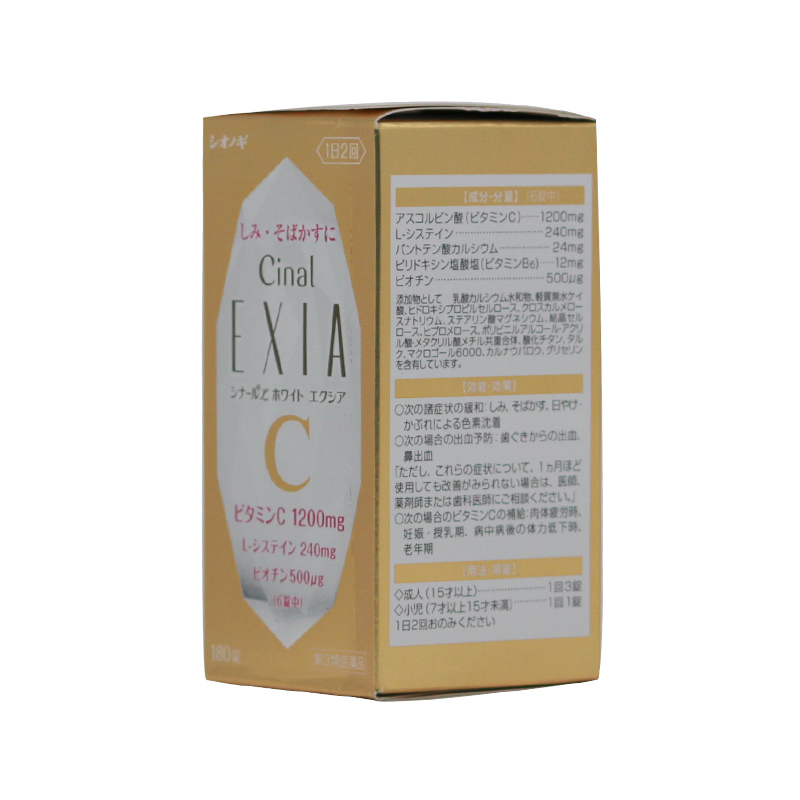 シオノギ
1日2回
しみ・そばかすに
Cinal
EXIA
シナールL ホワイト エクシア
C
ビタミンC 1200mg
L-システイン 240mg
ビオチン500μg
(6錠中)
180錠
第3類医薬品
【成分・分量】(6錠中)
アスコルビン酸(ビタミンC)……1200mg
L-システイン……………………240mg
パントテン酸カルシウム…………24mg
ピリドキシン塩酸塩(ビタミンB6)…12mg
ビオチン……………………………500μg
添加物として 乳酸カルシウム水和物、軽質無水ケイ
酸、ヒドロキシプロピルセルロース、クロスカルメロー
スナトリウム、ステアリン酸マグネシウム、結晶セル
ロース、ヒプロメロース、ポリビニルアルコール・アクリ
ル酸・メタクリル酸メチル共重合体、酸化チタン、タル
ク、マクロゴール6000、カルナウバロウ、グリセリン
を含有しています。
【効能・効果】
○次の諸症状の緩和：しみ、そばかす、日やけ・
かぶれによる色素沈着
○次の場合の出血予防：歯ぐきからの出血、
鼻出血
「ただし、これらの症状について、1ヵ月ほど
使用しても改善がみられない場合は、医師、
薬剤師または歯科医師にご相談ください。」
○次の場合のビタミンCの補給：肉体疲労時、
妊娠・授乳期、病中病後の体力低下時、
老年期
【用法・用量】
◇成人(15才以上)……………………1回3錠
◇小児(7才以上15才未満)…………1回1錠
1日2回おのみください